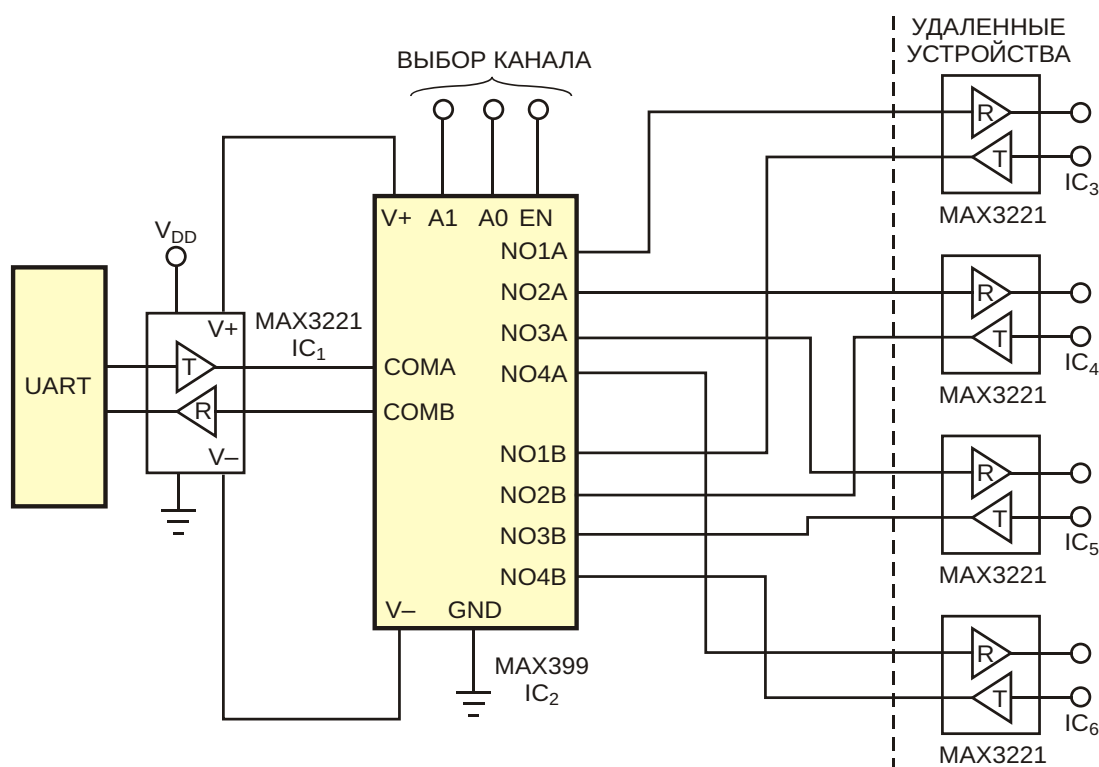 УДАЛЕННЫЕ
УСТРОЙСТВА
ВЫБОР КАНАЛА
R
T
IC3
MAX3221
V+ A1 A0 EN
NO1A
VDD
NO2A
R
T
IC4
MAX3221
V+
MAX3221
IC1
NO3A
T
COMA
NO4A
UART
R
COMB
V–
NO1B
R
T
IC5
MAX3221
NO2B
NO3B
NO4B
V– GND
MAX399
IC2
R
T
IC6
MAX3221